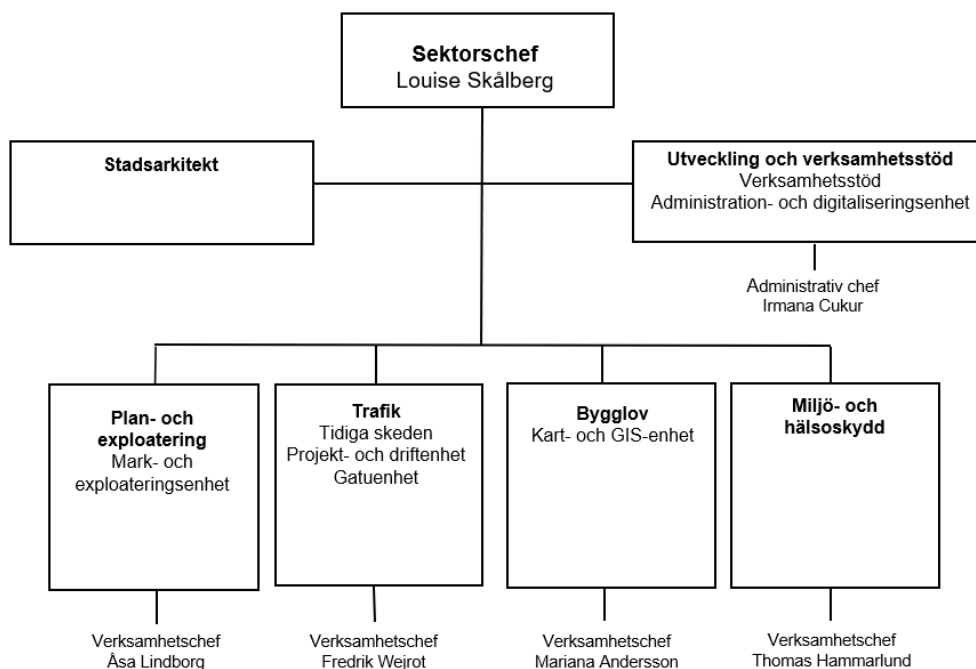 Sektorschef
Louise Skålberg
Stadsarkitekt
Utveckling och verksamhetsstöd
Verksamhetsstöd
Administration- och digitaliseringsenhet
Administrativ chef
Irmana Cukur
Plan- och
exploatering
Mark- och
exploateringsenhet
Trafik
Tidiga skeden
Projekt- och driftenhet
Gatuenhet
Bygglov
Kart- och GIS-enhet
Miljö- och
hälsoskydd
Verksamhetschef
Åsa Lindborg
Verksamhetschef
Fredrik Wejrot
Verksamhetschef
Mariana Andersson
Verksamhetschef
Thomas Hammarlund